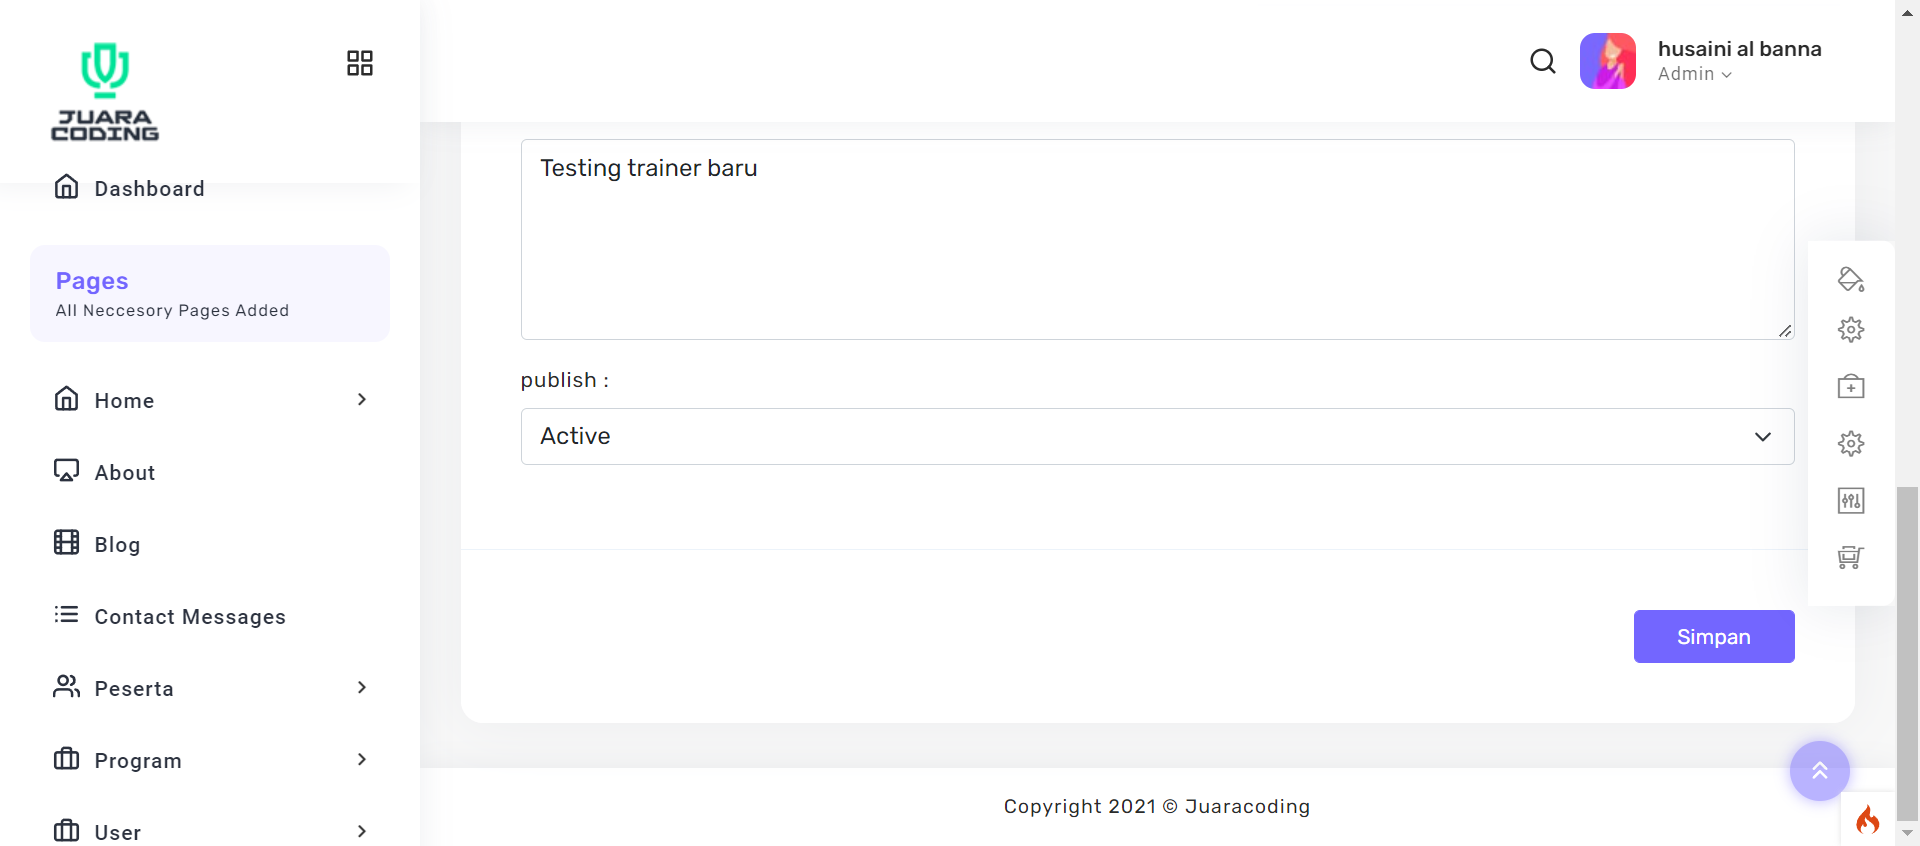 JUARA
CODING
husaini al banna
Admin
Dashboard
Pages
All Neccesory Pages Added
Home
About
Blog
Contact Messages
Peserta
Program
User
Testing trainer baru
publish :
Active
Simpan
Copyright 2021 © Juaracoding